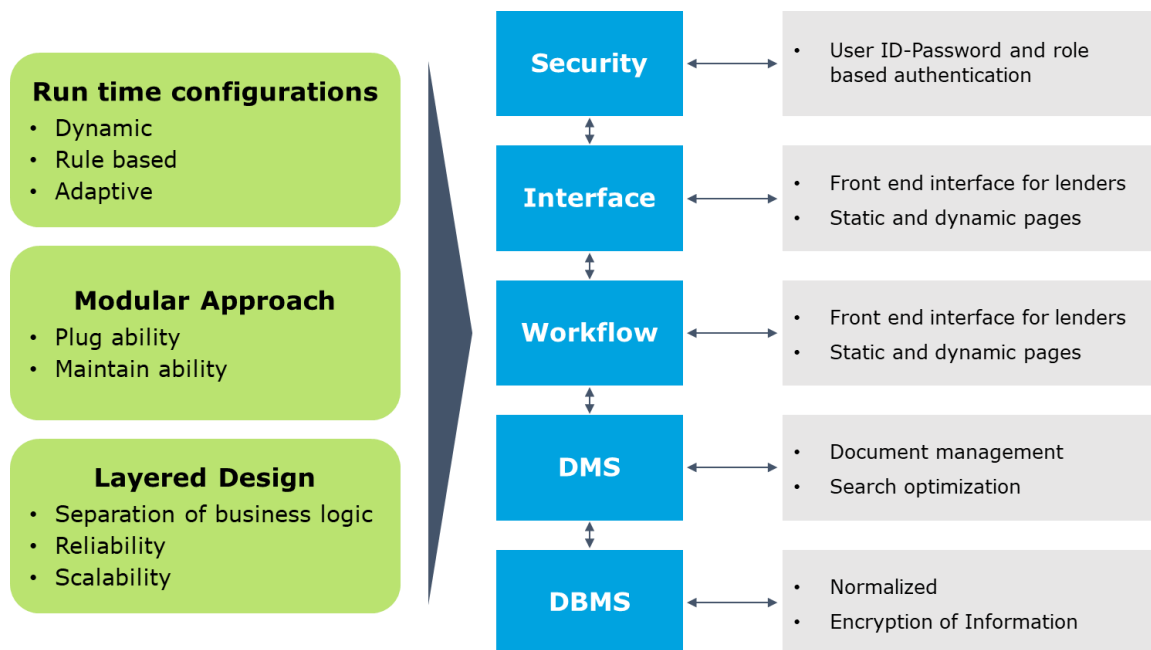 Run time configurations
• Dynamic
• Rule based
• Adaptive
Modular Approach
• Plug ability
• Maintain ability
Layered Design
• Separation of business logic
• Reliability
• Scalability
Security
• User ID-Password and role
based authentication
Interface
• Front end interface for lenders
• Static and dynamic pages
Workflow
• Front end interface for lenders
• Static and dynamic pages
DMS
• Document management
• Search optimization
DBMS
• Normalized
• Encryption of Information